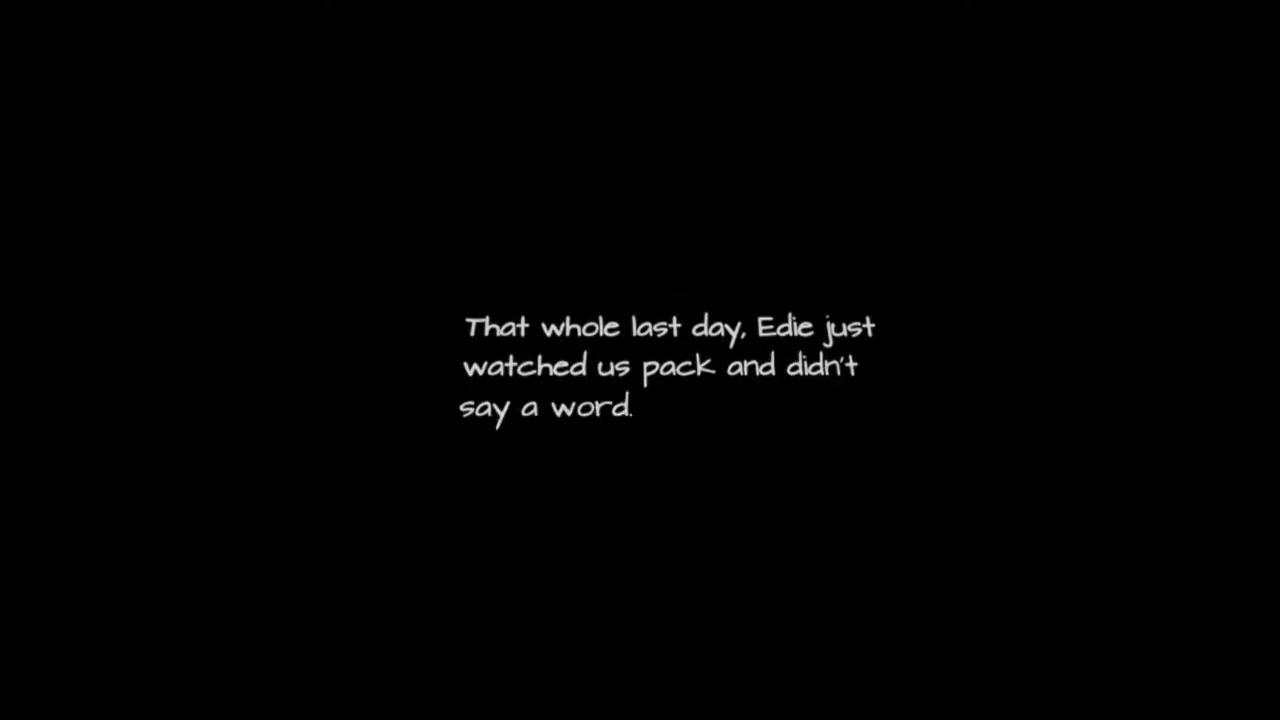 That whole last day, Edie just
watched us pack and didn't
say a word.